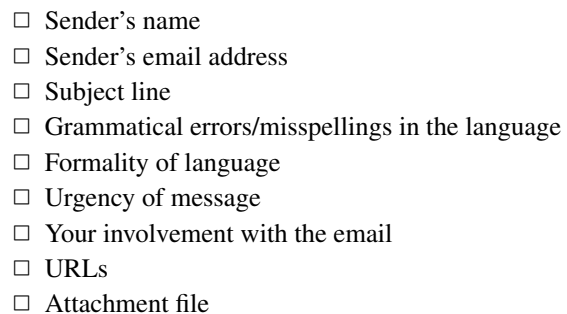 □ Sender’s name
□ Sender’s email address
□ Subject line
□ Grammatical errors/misspellings in the language
□ Formality of language
□ Urgency of message
□ Your involvement with the email
□ URLs
□ Attachment file